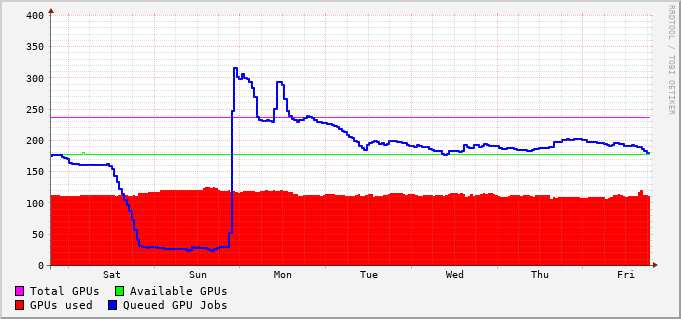 400
350
300
250
200
150
100
50
0
Sat Sun Mon Tue Wed Thu Fri
Total GPUs Available GPUs
GPUs used Queued GPU Jobs
RRDTOOL / TOBI OETIKER